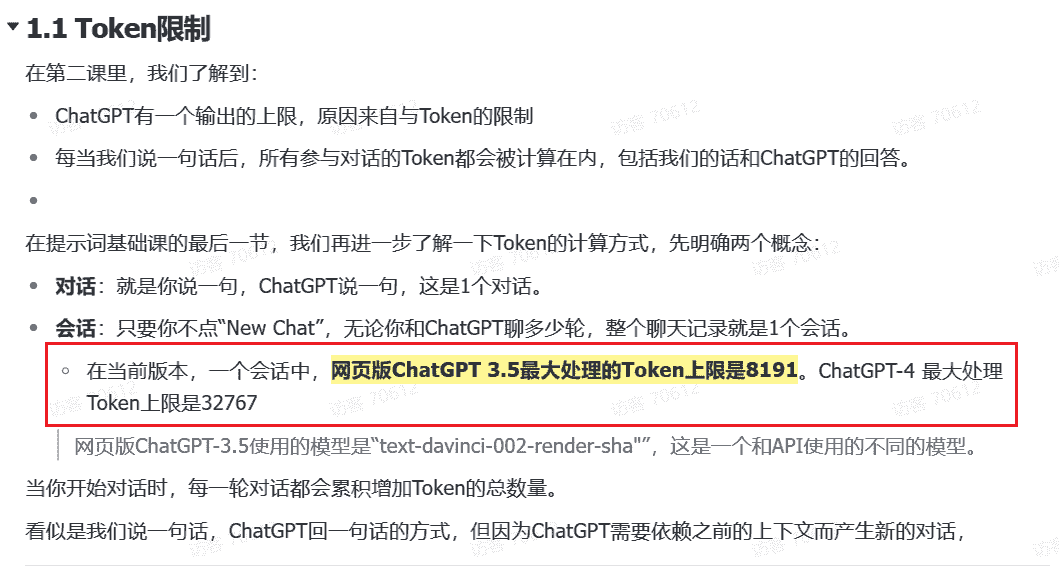 1.1 Token限制
在第二课里，我们了解到：
ChatGPT有一个输出的上限，原因来自与Token的限制
每当我们说一句话后，所有参与对话的Token都会被计算在内，包括我们的话和ChatGPT的回答。
在提示词基础课的最后一节，我们再进一步了解一下Token的计算方式，先明确两个概念：
对话：就是你说一句，ChatGPT说一句，这是1个对话。
会话：只要你不点“New Chat”，无论你和ChatGPT聊多少轮，整个聊天记录就是1个会话。
在当前版本，一个会话中，网页版ChatGPT 3.5最大处理的Token上限是8191。ChatGPT-4 最大处理
Token上限是32767
网页版ChatGPT-3.5使用的模型是“text-davinci-002-render-sha"”，这是一个和API使用的不同的模型。
当你开始对话时，每一轮对话都会累积增加Token的总数量。
看似是我们说一句话，ChatGPT回一句话的方式，但因为ChatGPT需要依赖之前的上下文而产生新的对话，
访客 70612